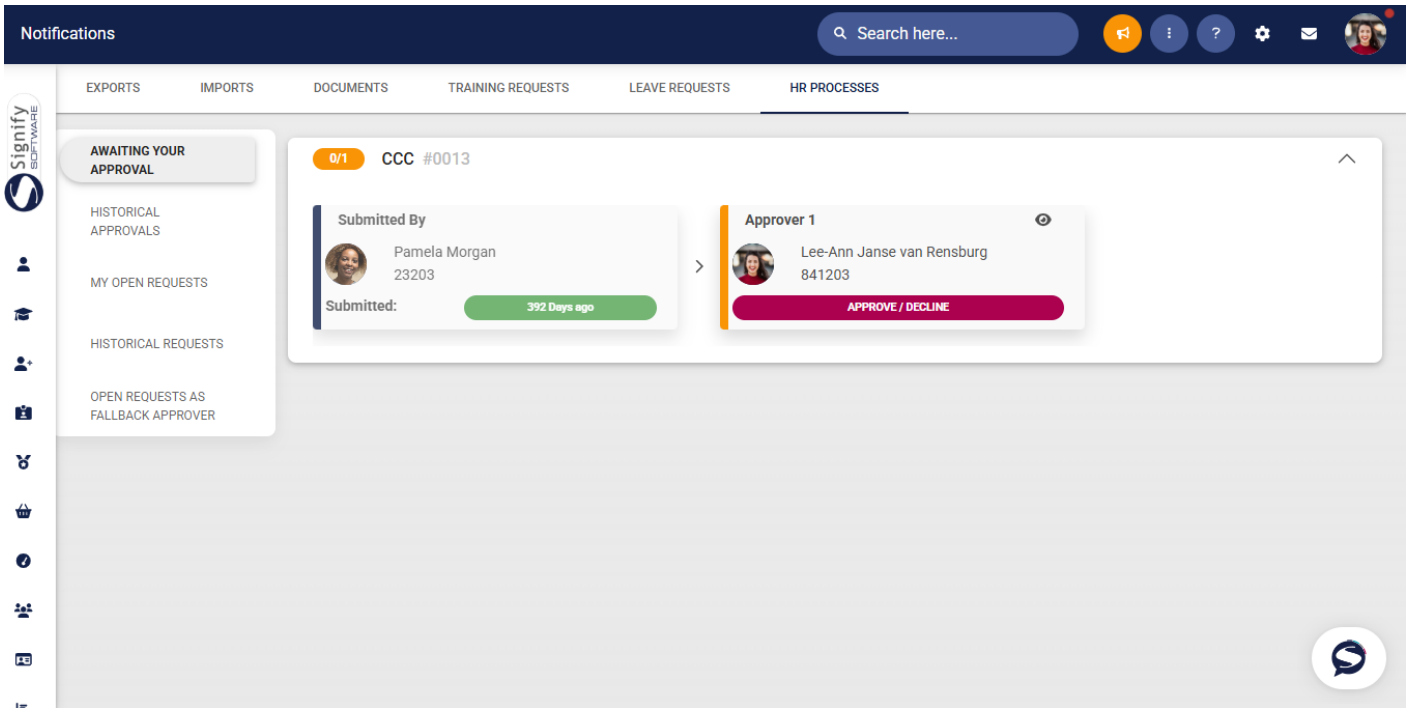 Notifications
Search here...
?
EXPORTS
IMPORTS
DOCUMENTS
TRAINING REQUESTS
LEAVE REQUESTS
HR PROCESSES
Signify
SOFTWARE
AWAITING YOUR
APPROVAL
HISTORICAL
APPROVALS
MY OPEN REQUESTS
HISTORICAL REQUESTS
OPEN REQUESTS AS
FALLBACK APPROVER
0/1 CCC #0013
Submitted By
Pamela Morgan
23203
Submitted: 392 Days ago
Approver 1
Lee-Ann Janse van Rensburg
841203
APPROVE / DECLINE